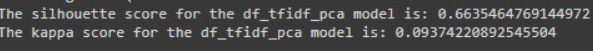 The silhouette score for the df_tfidf_pca model is: 0.6635464769144972
The kappa score for the df_tfidf_pca model is: 0.09374220892545504